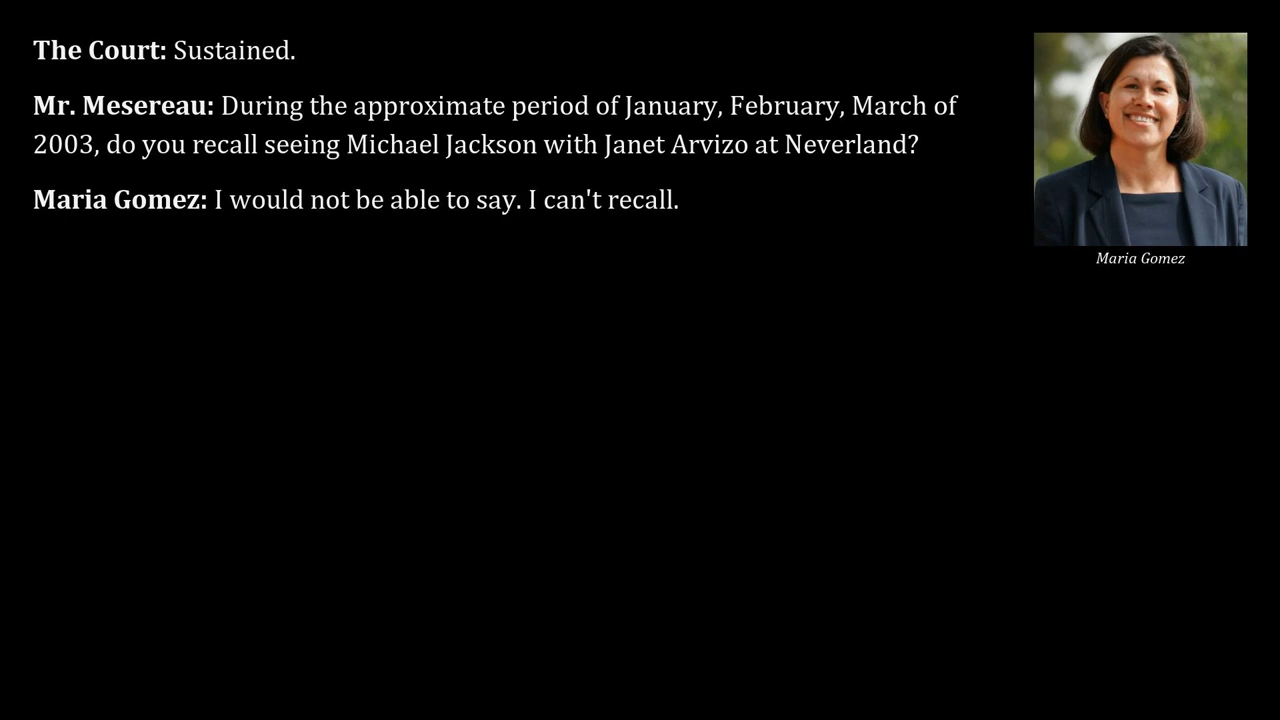 The Court: Sustained.
Mr. Mesereau: During the approximate period of January, February, March of
2003, do you recall seeing Michael Jackson with Janet Arvizo at Neverland?
Maria Gomez: I would not be able to say. I can't recall.
Maria Gomez